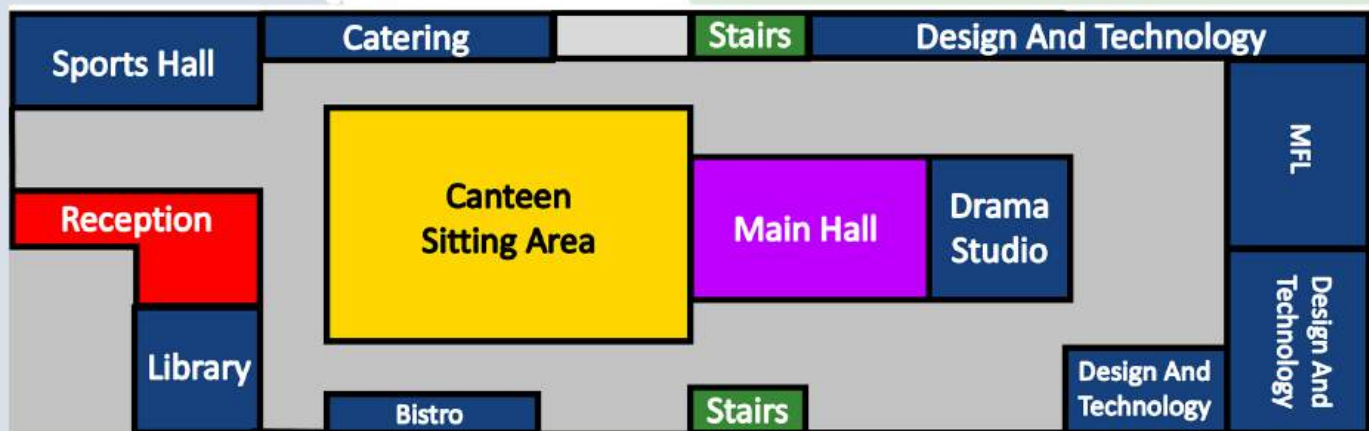 Sports Hall
Catering
Stairs
Design And Technology
MFL
Reception
Canteen
Sitting Area
Main Hall
Drama
Studio
Design And
Technology
Library
Bistro
Stairs
Design And
Technology